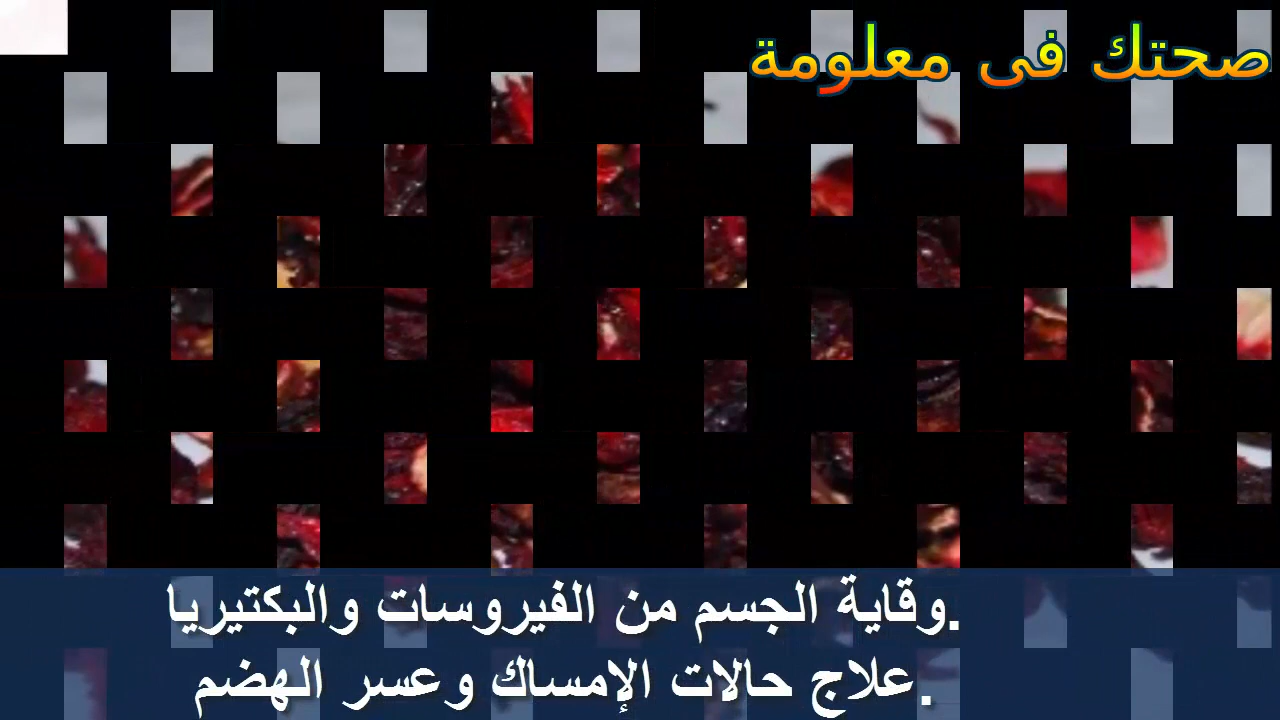 صحتك فى معلومة
وقاية الجسم من الفيروسات والبكتيريا.
علاج حالات الإمساك وعسر الهضم.